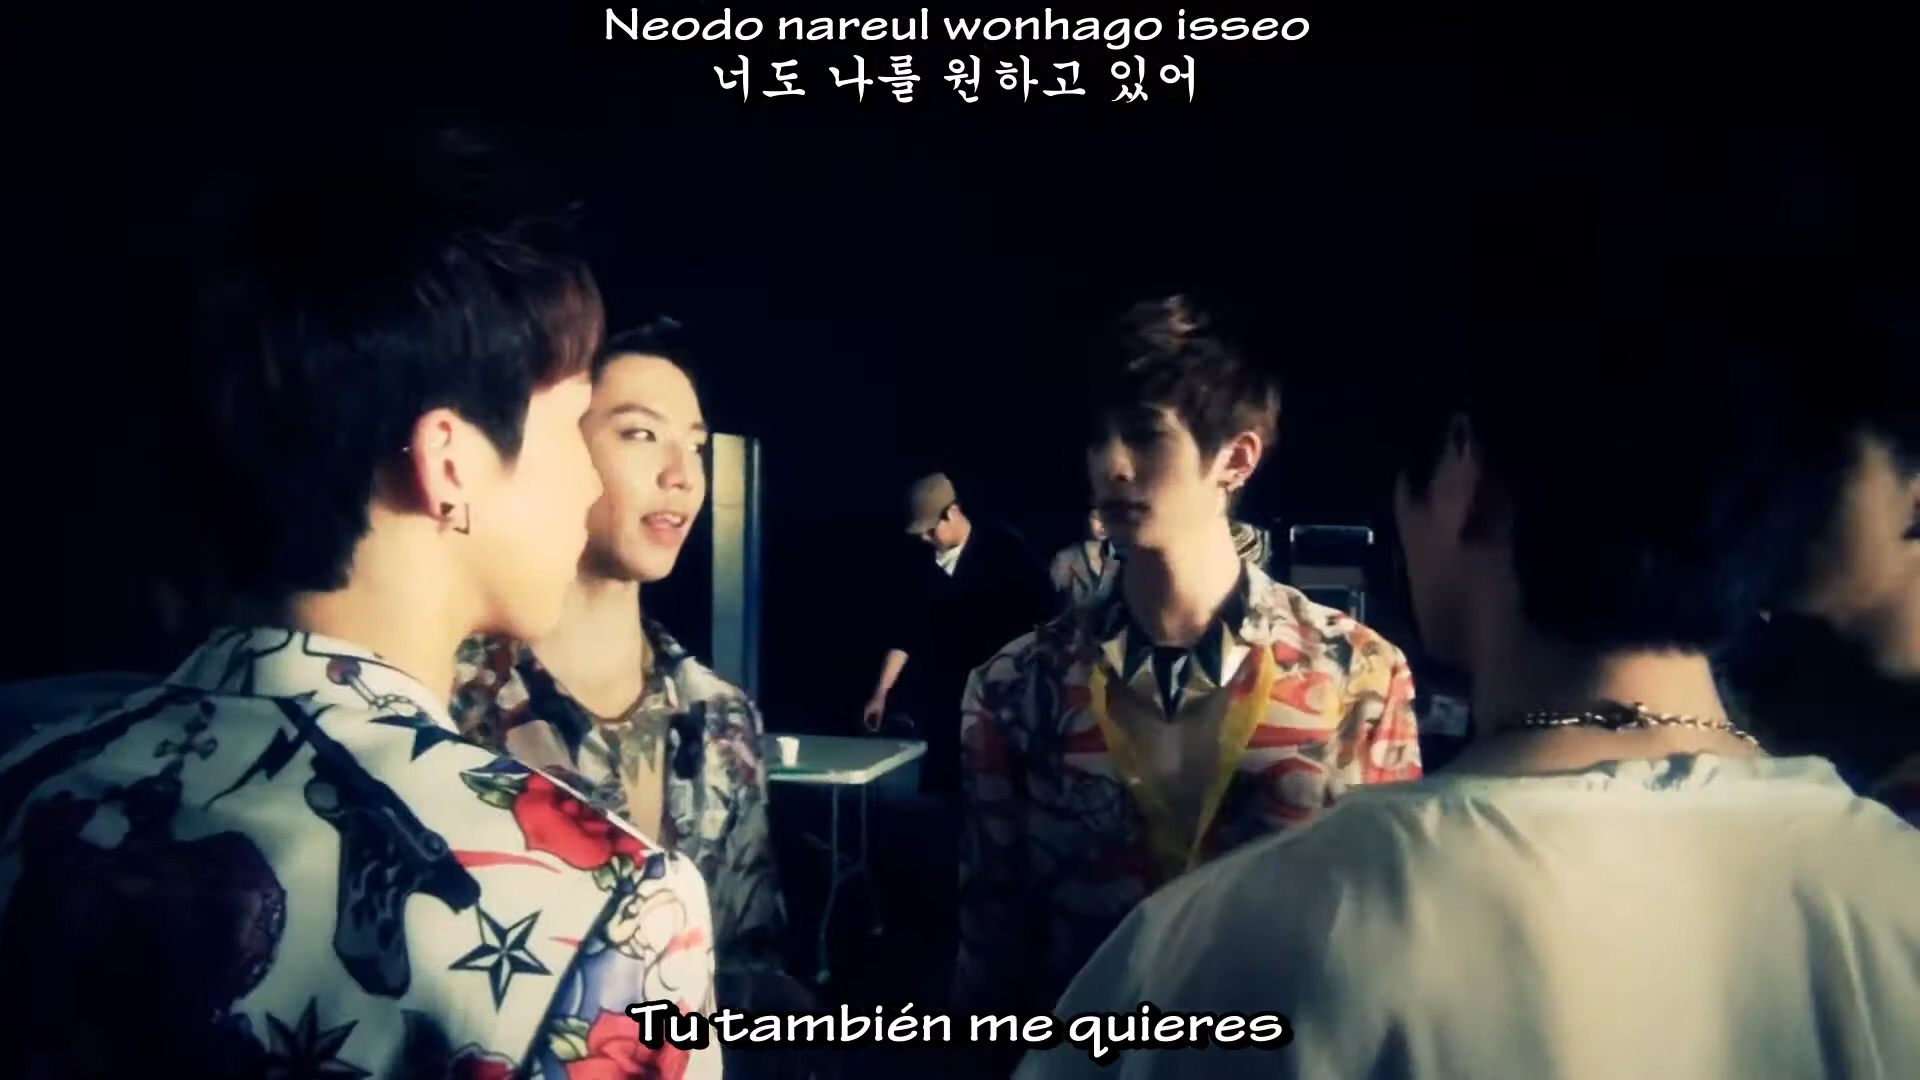 Neodo nareul wonhago isseo
너도 나를 원하고 있어
Tu también me quieres